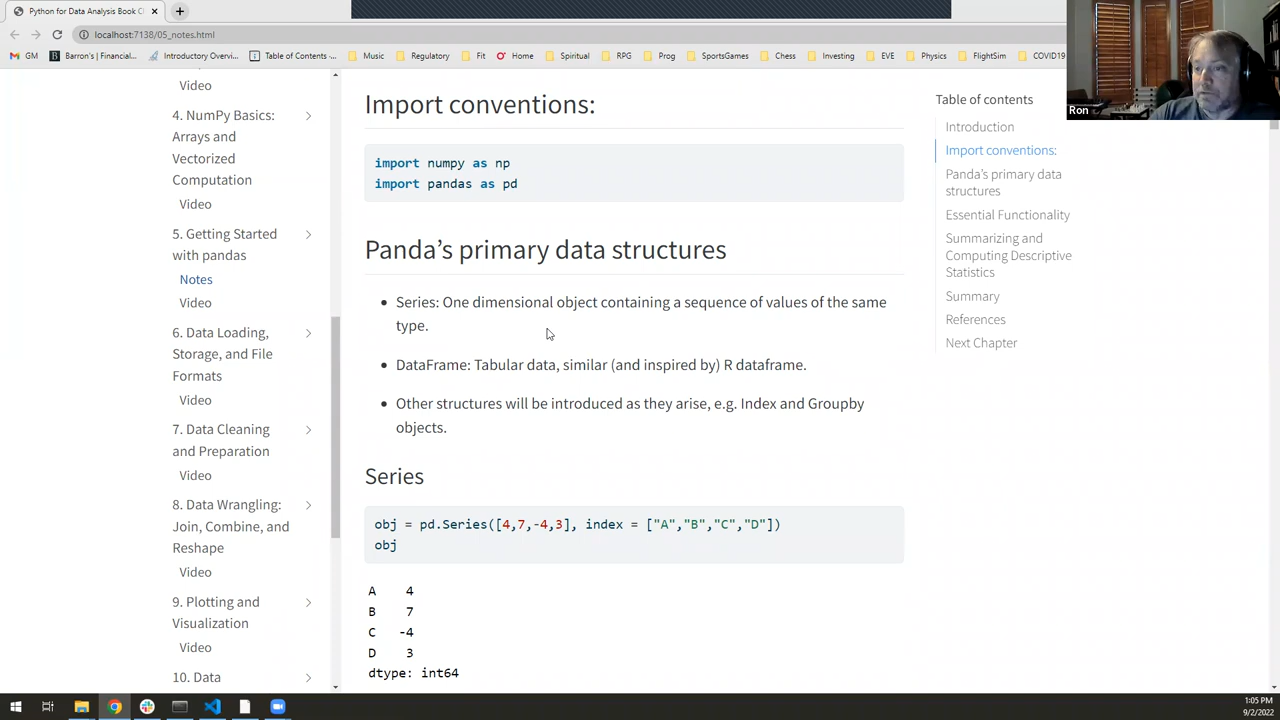 Python for Data Analysis Book Cl
localhost:7138/05_notes.html
GM
Barron's | Financial...
Introductory Calc
Table of Contents...
Music
History
Home
RPG
SportsGames
Chess
EVE
Physics
FlightSim
COVID19
Ron
Video
4. NumPy Basics:
Arrays and
Vectorized
Computation
Video
5. Getting Started
with pandas
Notes
Video
6. Data Loading,
Storage, and File
Formats
Video
7. Data Cleaning
and Preparation
Video
8. Data Wrangling:
Join, Combine, and
Reshape
Video
9. Plotting and
Visualization
Video
10. Data
Import conventions:
import numpy as np
import pandas as pd
Panda’s primary data structures
• Series: One dimensional object containing a sequence of values of the same
type.
• DataFrame: Tabular data, similar (and inspired by) R dataframe.
• Other structures will be introduced as they arise, e.g. Index and Groupby
objects.
Series
obj = pd.Series([4,7,-4,3], index = ["A","B","C","D"])
obj
A 4
B 7
C -4
D 3
dtype: int64
Table of contents
Introduction
Import conventions:
Panda’s primary data
structures
Essential Functionality
Summarizing and
Computing Descriptive
Statistics
Summary
References
Next Chapter
1:05 PM
9/2/2022